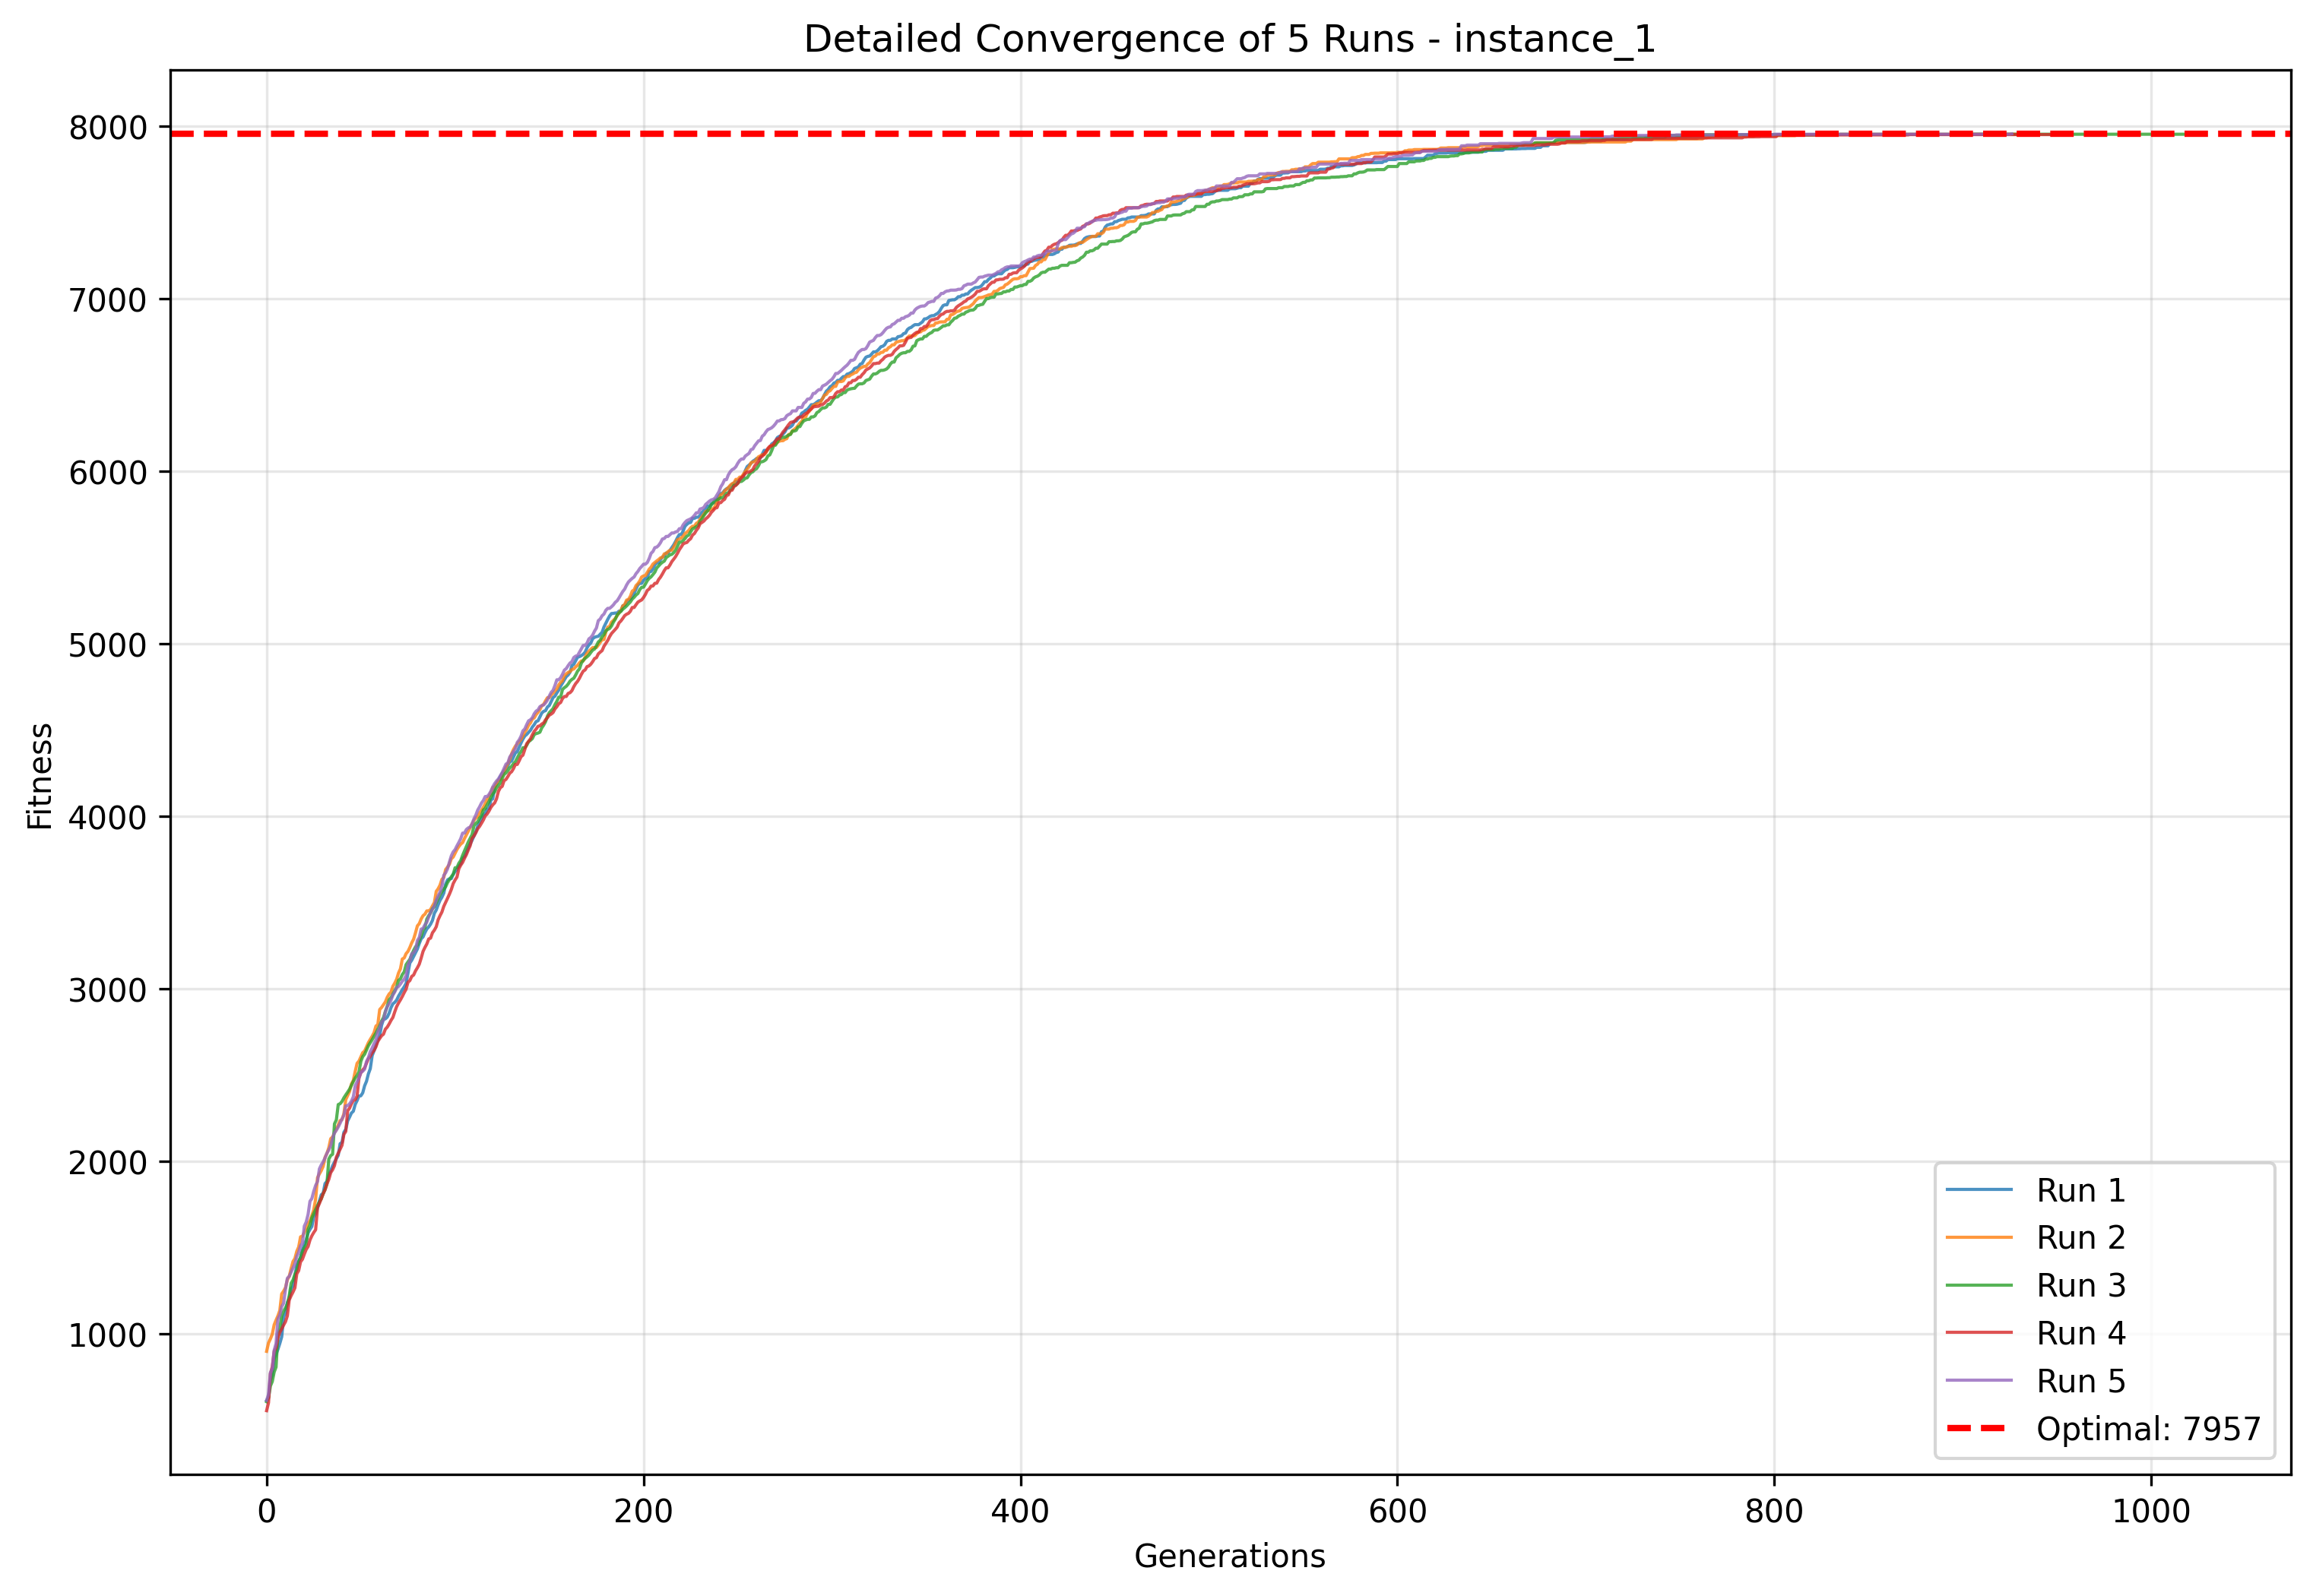 Detailed Convergence of 5 Runs - instance_1
Fitness
8000
7000
6000
5000
4000
3000
2000
1000
0
200
400
600
800
1000
Generations
Run 1
Run 2
Run 3
Run 4
Run 5
Optimal: 7957